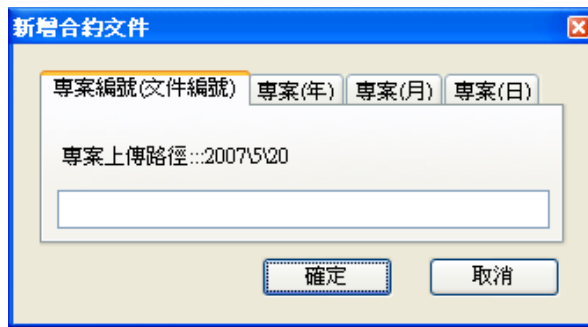 新增合約文件
專案編號(文件編號) 專案(年) 專案(月) 專案(日)
專案上傳路徑:::2007\5\20
確定 取消